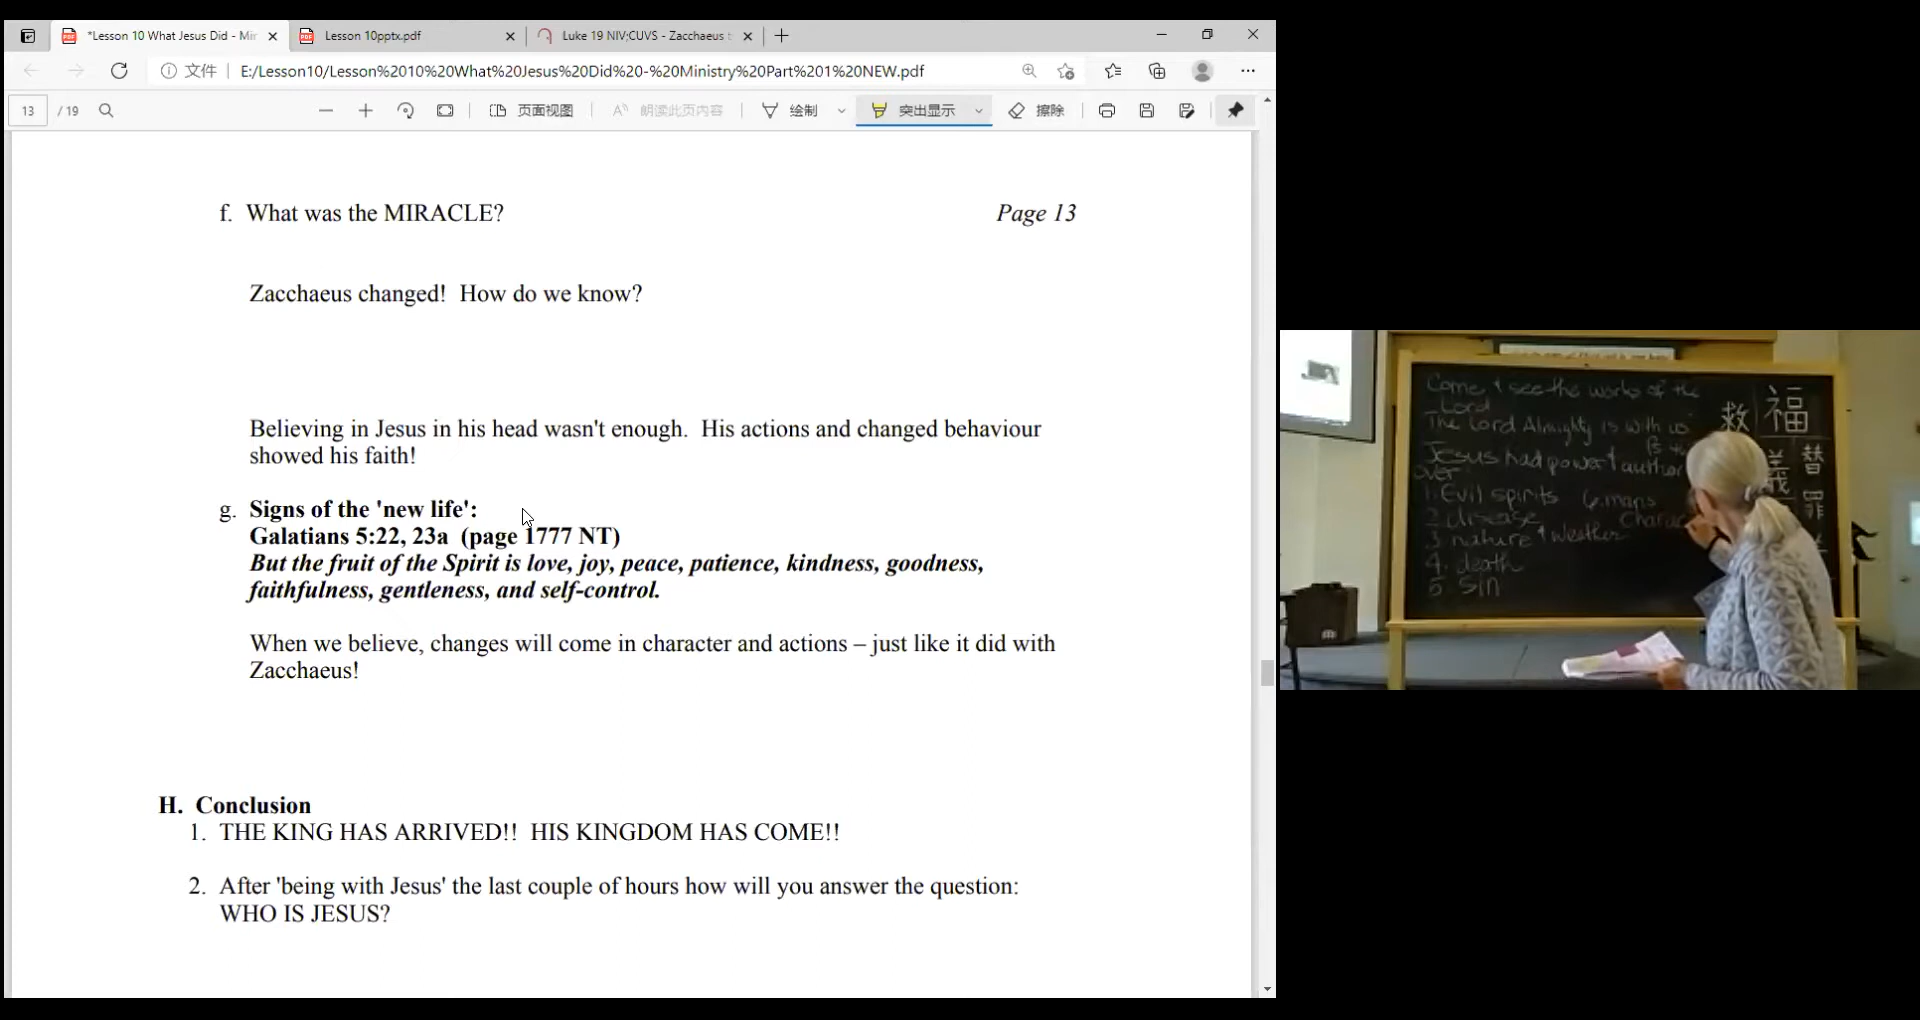 *Lesson 10 What Jesus Did - Mir
Lesson 10pptx.pdf
Luke 19 NIV;CUVS - Zacchaeus t
文件 | E:/Lesson10/Lesson%2010%20What%20Jesus%20Did%20-%20Ministry%20Part%201%20NEW.pdf
13 / 19 页面视图 朗读此页内容 绘制 突出显示 擦除
f. What was the MIRACLE? Page 13
Zacchaeus changed! How do we know?
Believing in Jesus in his head wasn't enough. His actions and changed behaviour
showed his faith!
g. Signs of the 'new life':
Galatians 5:22, 23a (page 1777 NT)
But the fruit of the Spirit is love, joy, peace, patience, kindness, goodness,
faithfulness, gentleness, and self-control.
When we believe, changes will come in character and actions – just like it did with
Zacchaeus!
H. Conclusion
1. THE KING HAS ARRIVED!! HIS KINGDOM HAS COME!!
2. After 'being with Jesus' the last couple of hours how will you answer the question:
WHO IS JESUS?
Come + see the works of the
Lord
The Lord Almighty is with us
Jesus had power + author
over
1. Evil spirits 6. mans
2. disease Charac
3. nature + weather
4. death
5. Sin
救 福
義 替
罪